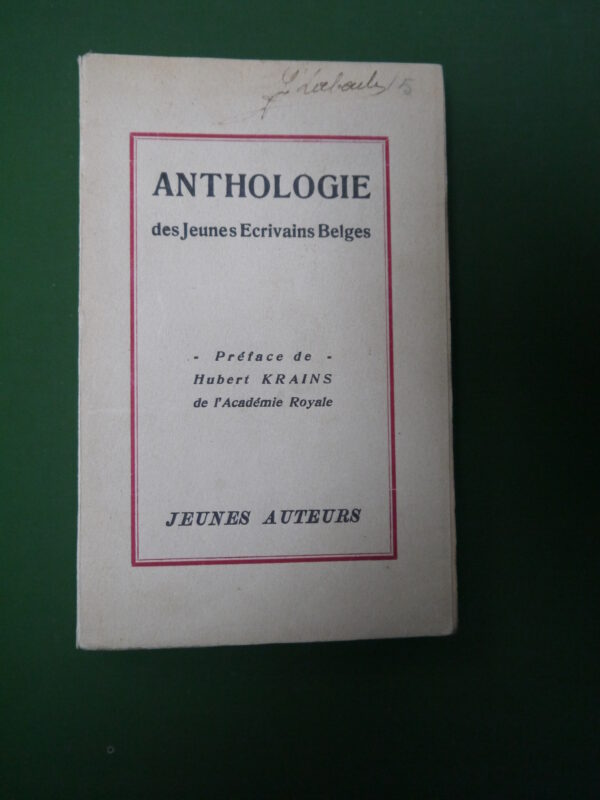 ANTHOLOGIE
des Jeunes Ecrivains Belges
- Préface de -
Hubert KRAINS
de l'Académie Royale
JEUNES AUTEURS